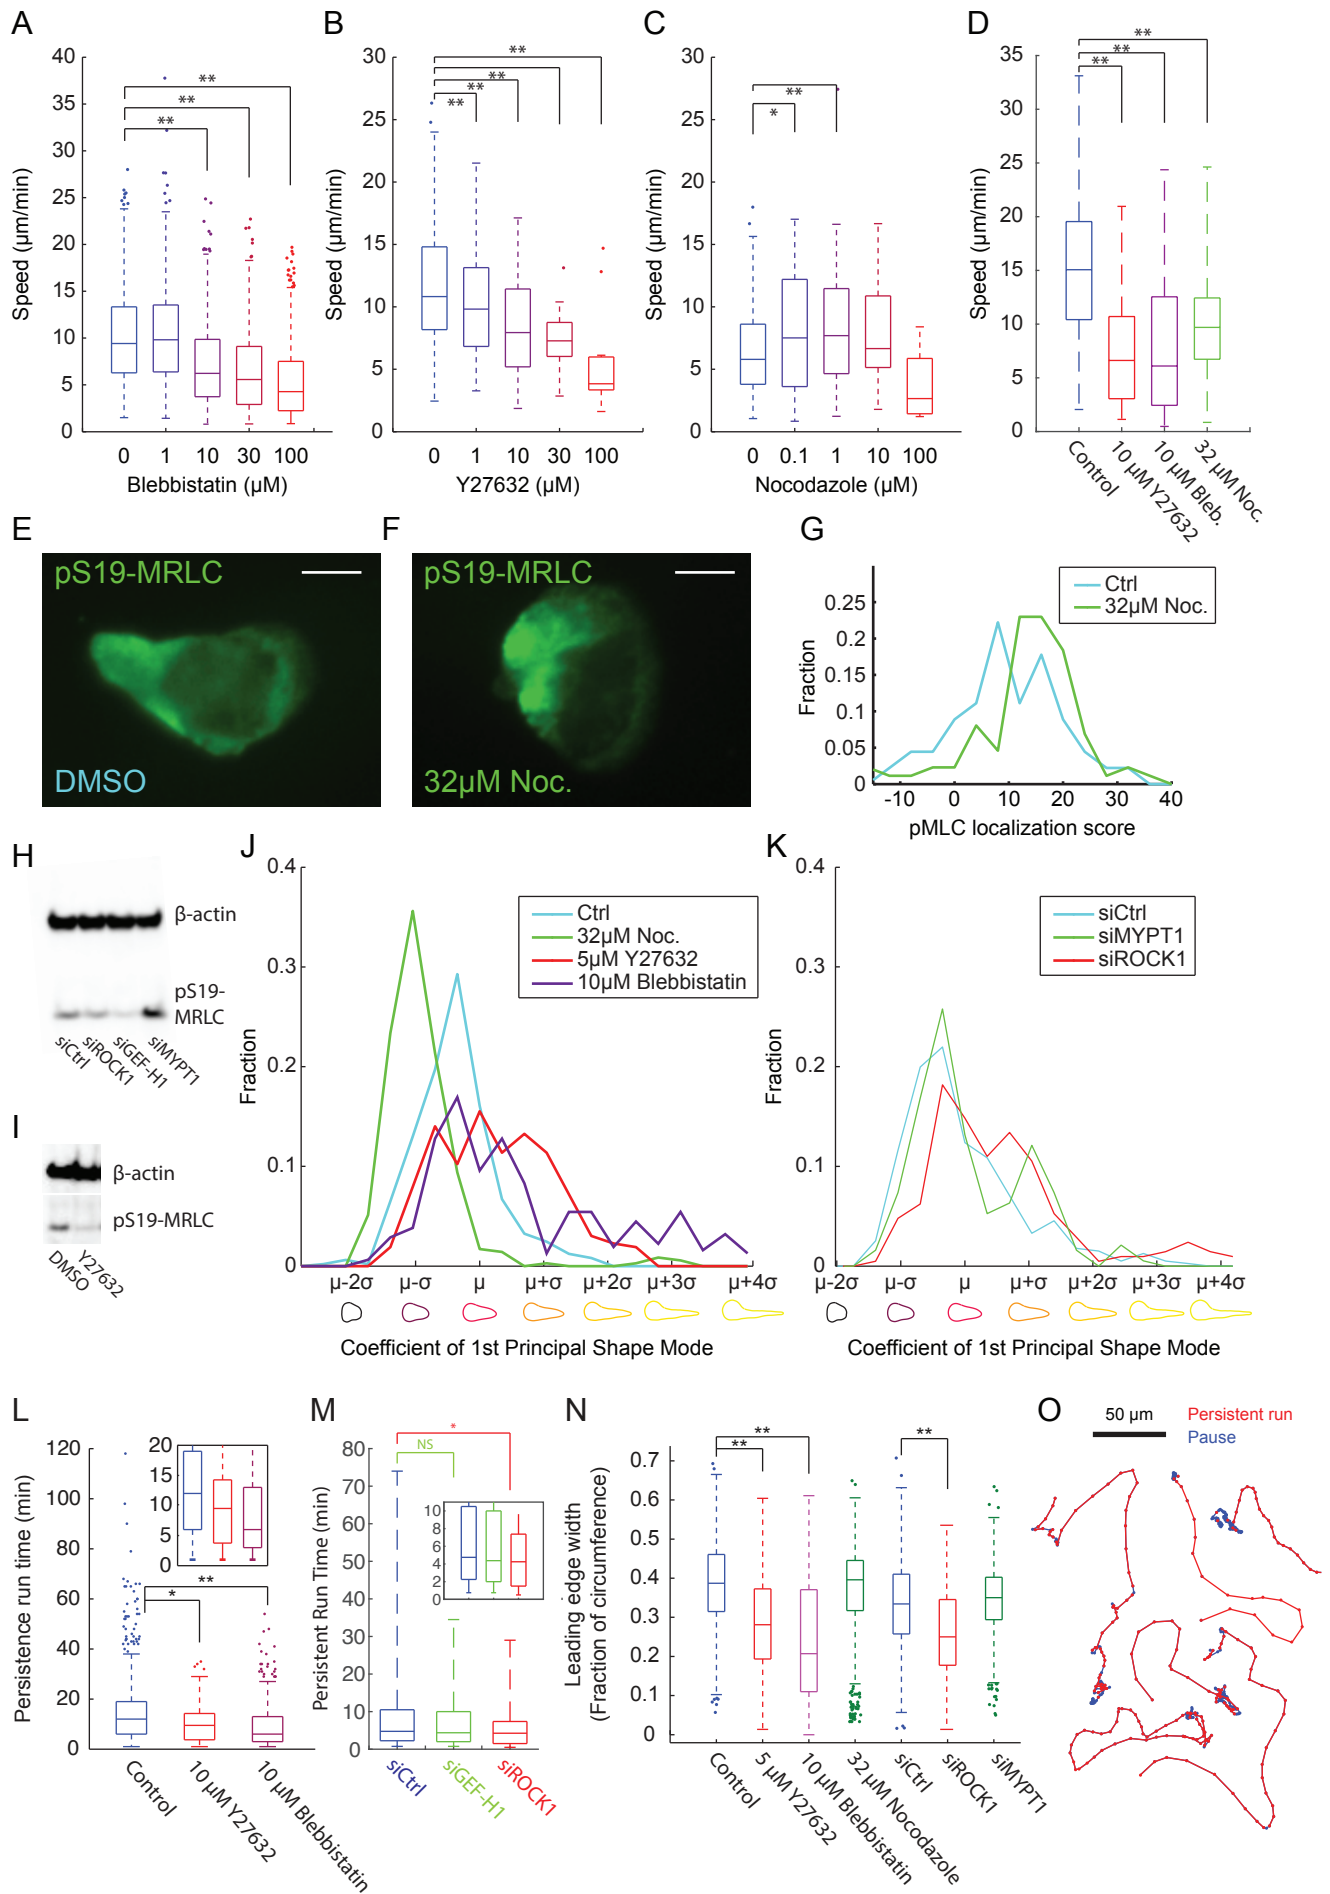 A
B
C
D
40
35
30
25
20
15
10
5
0
Speed (µm/min)
** ** **
0 1 10 30 100
Blebbistatin (µM)
30
25
20
15
10
5
0
Speed (µm/min)
** ** ** **
0 1 10 30 100
Y27632 (µM)
30
25
20
15
10
5
0
Speed (µm/min)
** *
0 0.1 1 10 100
Nocodazole (µM)
35
30
25
20
15
10
5
0
Speed (µm/min)
** ** **
Control
10 µM Y27632
10 µM Bleb.
32 µM Noc.
E
F
G
pS19-MRLC
DMSO
pS19-MRLC
32µM Noc.
Ctrl
32µM Noc.
0.25
0.2
0.15
0.1
0.05
0
Fraction
-10 0 10 20 30 40
pMLC localization score
H
β-actin
pS19-
MRLC
siCtrl
siROCK1
siGEF-H1
siMYPT1
I
β-actin
pS19-MRLC
DMSO
Y27632
J
0.4
0.3
0.2
0.1
0
Fraction
Ctrl
32µM Noc.
5µM Y27632
10µM Blebbistatin
µ-2σ µ-σ µ µ+σ µ+2σ µ+3σ µ+4σ
Coefficient of 1st Principal Shape Mode
K
0.4
0.3
0.2
0.1
0
Fraction
siCtrl
siMYPT1
siROCK1
µ-2σ µ-σ µ µ+σ µ+2σ µ+3σ µ+4σ
Coefficient of 1st Principal Shape Mode
L
120
100
80
60
40
20
0
Persistence run time (min)
20
15
10
5
0
* **
Control
10 µM Y27632
10 µM Blebbistatin
M
80
70
60
50
40
30
20
10
0
Persistent Run Time (min)
*
NS
10
8
6
4
2
0
siCtrl
siGEF-H1
siROCK1
N
0.7
0.6
0.5
0.4
0.3
0.2
0.1
0
Leading edge width
(Fraction of circumference)
** ** **
Control
5 µM Y27632
10 µM Blebbistatin
32 µM Nocodazole
siCtrl
siROCK1
siMYPT1
O
50 µm
Persistent run
Pause